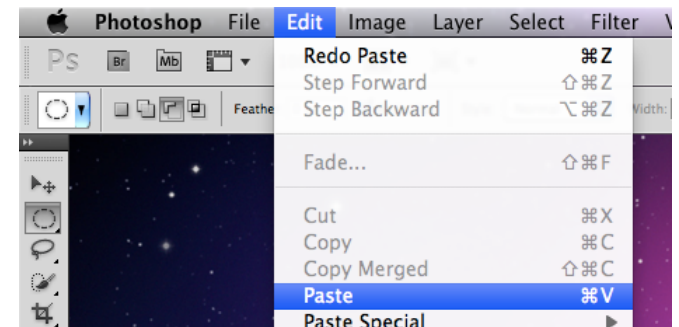 Photoshop File Edit Image Layer Select Filter
Ps Br Mb
Redo Paste ⌘Z
Step Forward ⇧⌘Z
Feathe Step Backward ⌥⌘Z Width:
Fade... ⇧⌘F
Cut ⌘X
Copy ⌘C
Copy Merged ⇧⌘C
Paste ⌘V
Paste Special